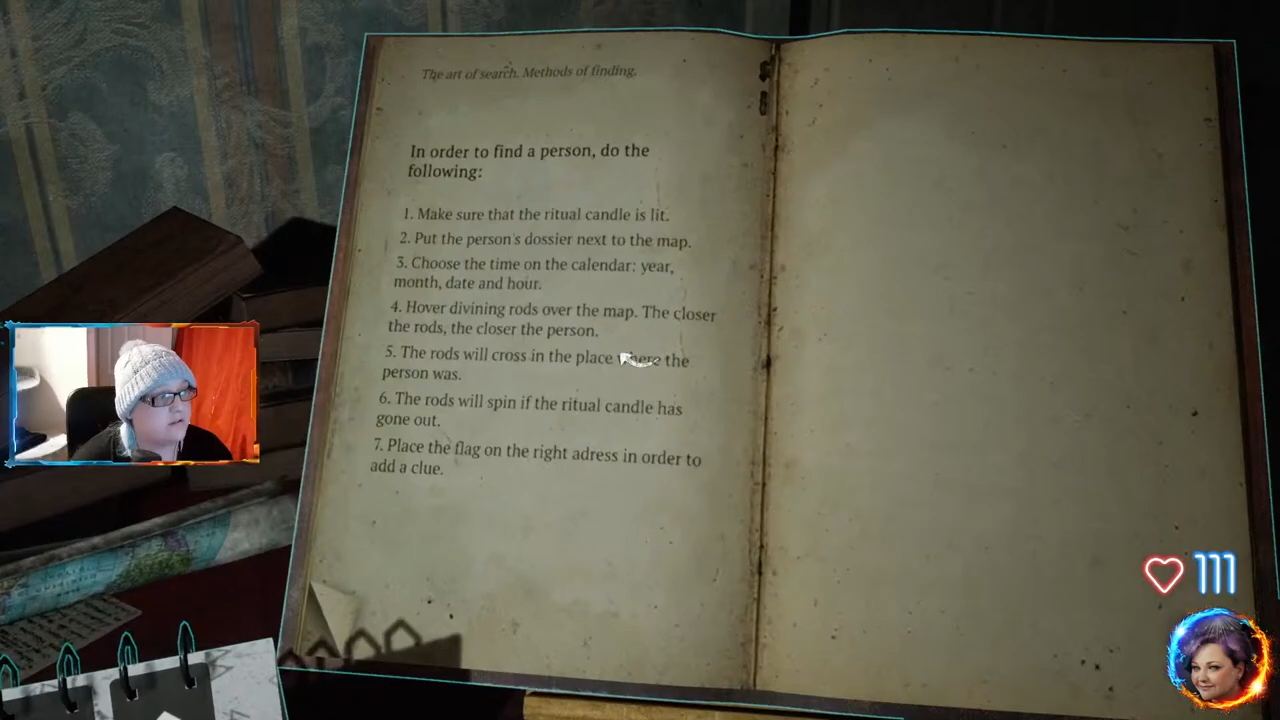 The art of search. Methods of finding.
In order to find a person, do the
following:
1. Make sure that the ritual candle is lit.
2. Put the person's dossier next to the map.
3. Choose the time on the calendar: year,
month, date and hour.
4. Hover divining rods over the map. The closer
the rods, the closer the person.
5. The rods will cross in the place where the
person was.
6. The rods will spin if the ritual candle has
gone out.
7. Place the flag on the right adress in order to
add a clue.
111